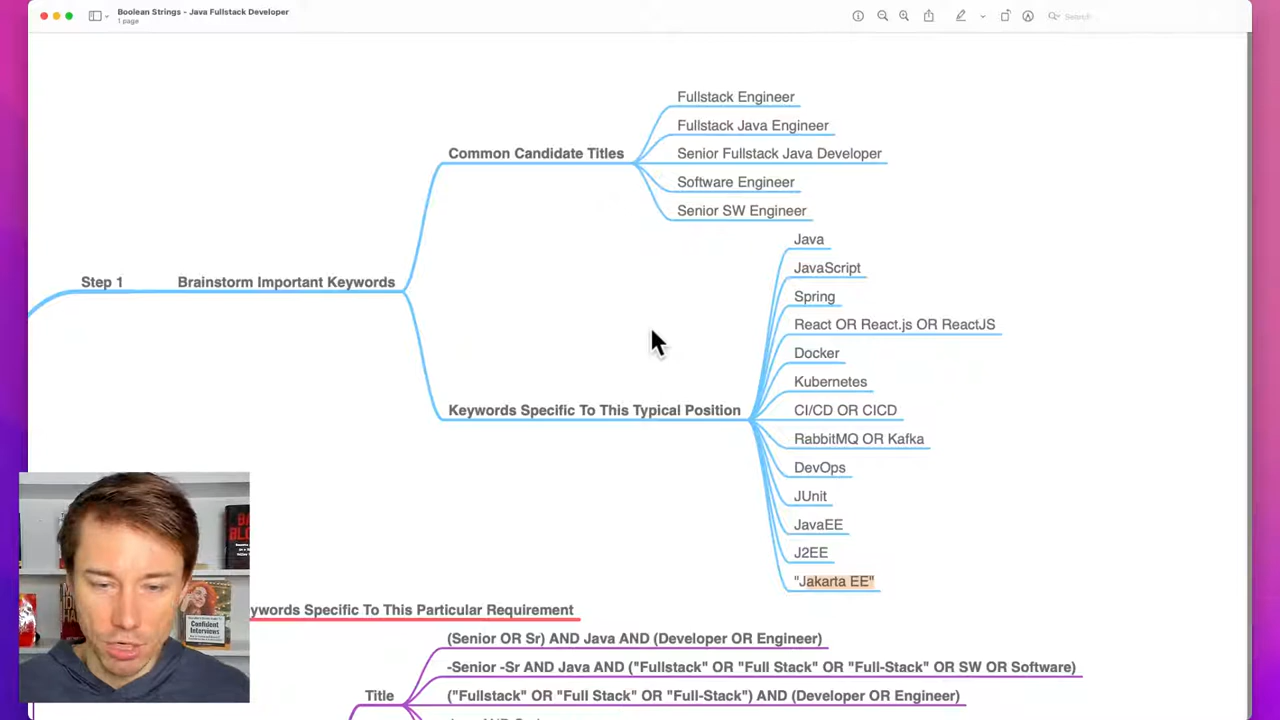 Boolean Strings - Java Fullstack Developer
1 page
Search
Fullstack Engineer
Fullstack Java Engineer
Common Candidate Titles
Senior Fullstack Java Developer
Software Engineer
Senior SW Engineer
Step 1
Brainstorm Important Keywords
Java
JavaScript
Spring
React OR React.js OR ReactJS
Docker
Kubernetes
Keywords Specific To This Typical Position
CI/CD OR CICD
RabbitMQ OR Kafka
DevOps
JUnit
JavaEE
J2EE
"Jakarta EE"
ywords Specific To This Particular Requirement
(Senior OR Sr) AND Java AND (Developer OR Engineer)
-Senior -Sr AND Java AND ("Fullstack" OR "Full Stack" OR "Full-Stack" OR SW OR Software)
Title
("Fullstack" OR "Full Stack" OR "Full-Stack") AND (Developer OR Engineer)
Confident
Interviews